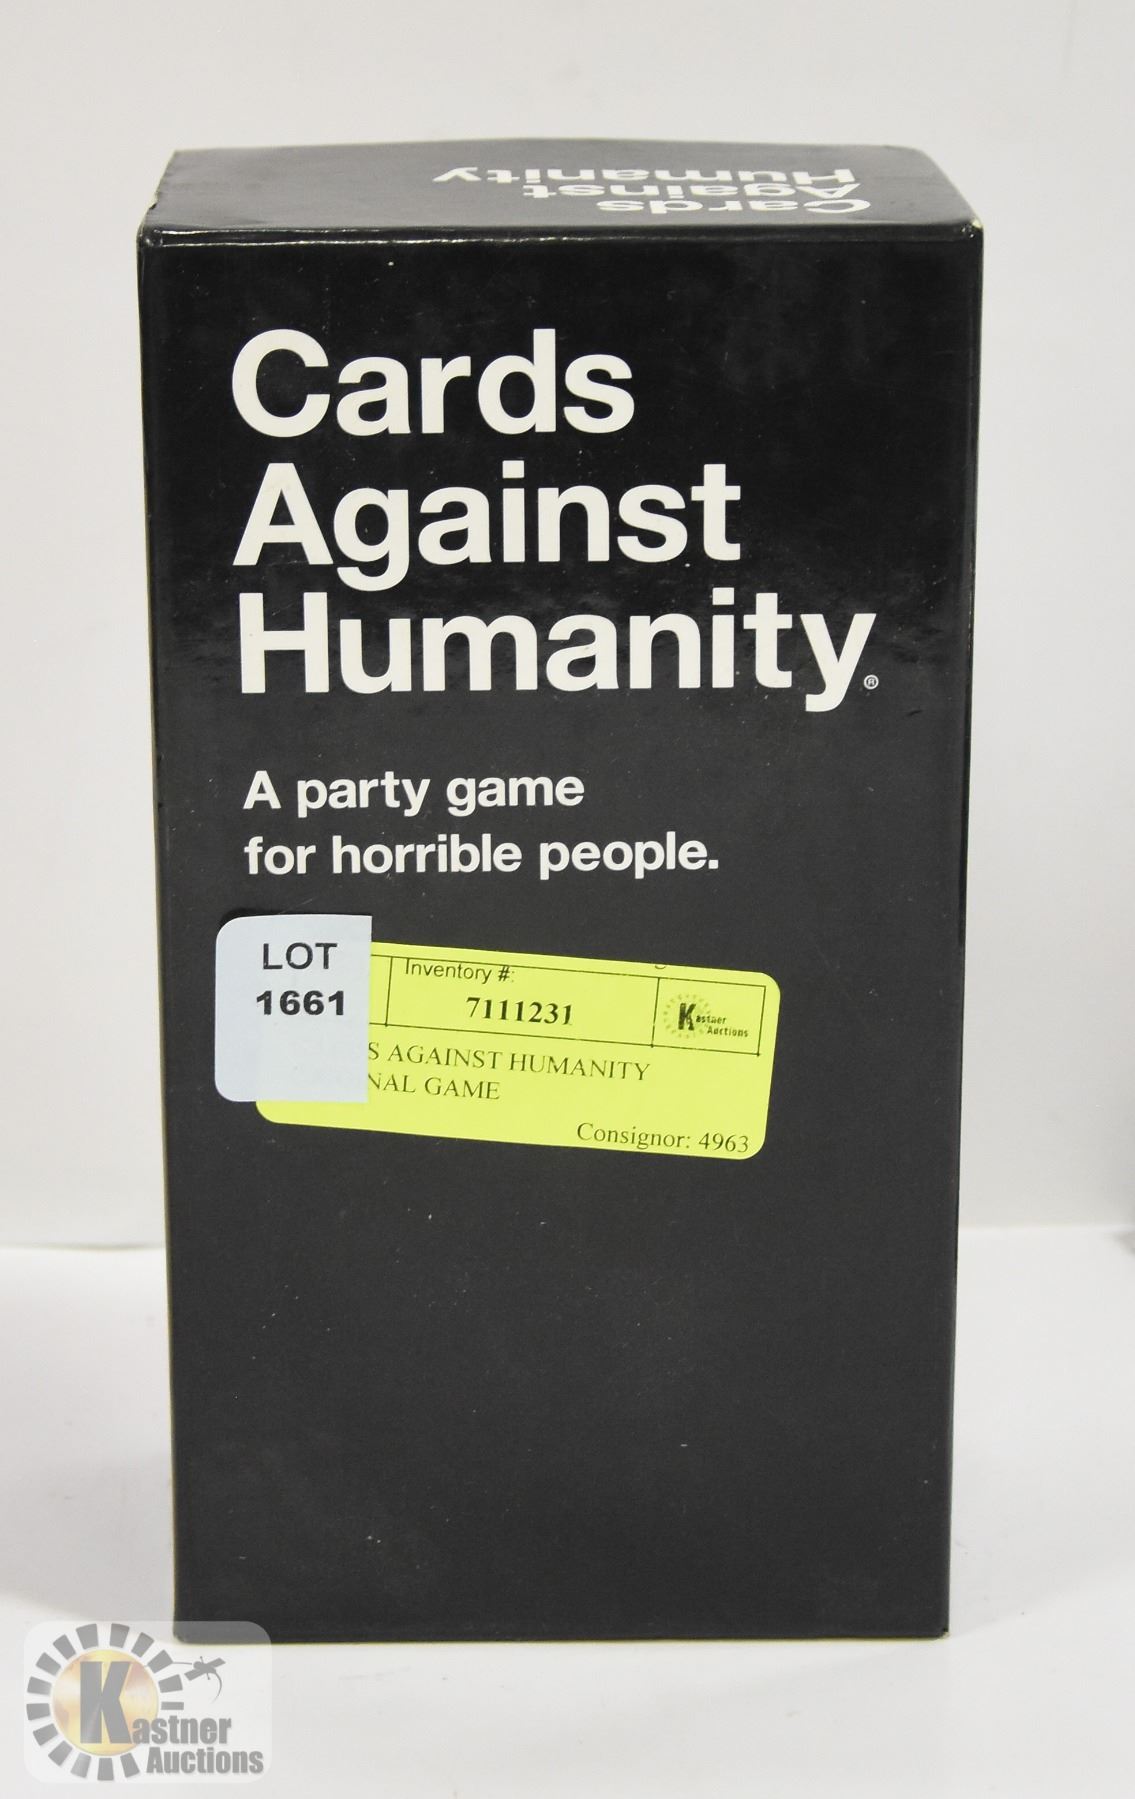 Cards
Against
Humanity
Cards
Against
Humanity®
A party game
for horrible people.
LOT
1661
Inventory #:
7111231
Kastner
Auctions
S AGAINST HUMANITY
NAL GAME
Consignor: 4963
Kastner
Auctions